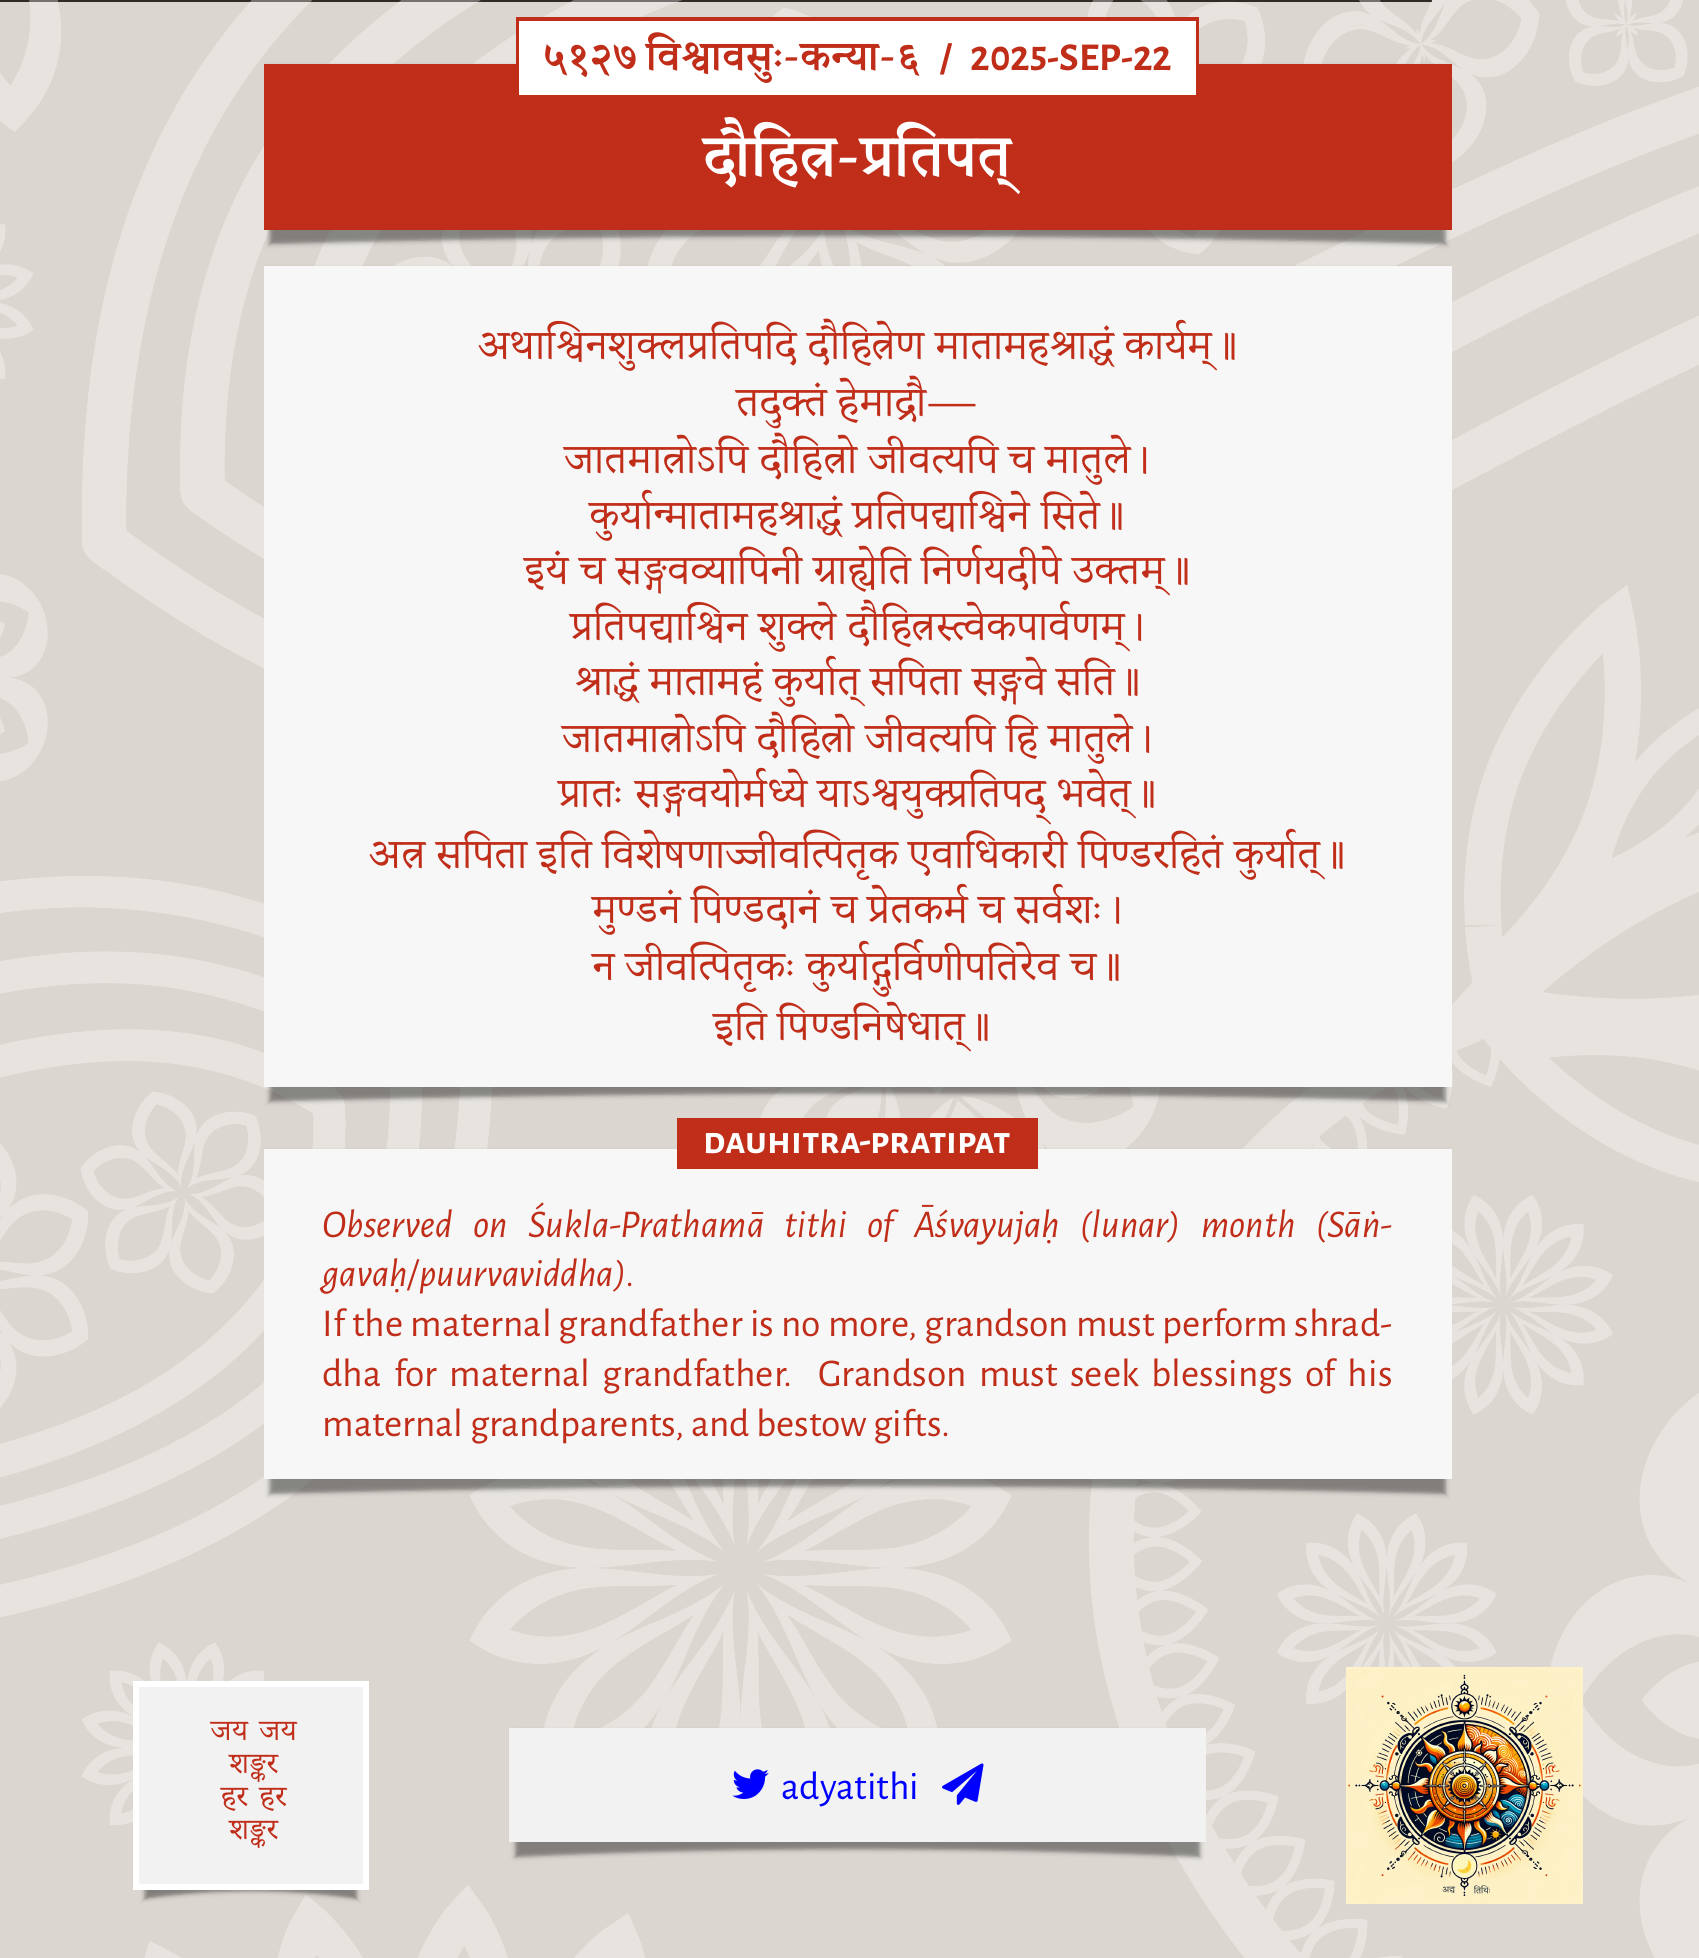 ५१२७ विश्वावसुः-कन्या-६ / 2025-SEP-22
दौहित्र-प्रतिपत्
अथाश्विनशुक्लप्रतिपदि दौहित्रेण मातामहश्राद्धं कार्यम्॥
तदुक्तं हेमाद्रौ—
जातमात्रोऽपि दौहित्रो जीवत्यपि च मातुले।
कुर्यान्मातामहश्राद्धं प्रतिपद्याश्विने सिते॥
इयं च सङ्गवव्यापिनी ग्राह्येति निर्णयदीपे उक्तम्॥
प्रतिपद्याश्विन शुक्ले दौहित्रस्त्वेकपार्वणम्।
श्राद्धं मातामहं कुर्यात् सपिता सङ्गवे सति॥
जातमात्रोऽपि दौहित्रो जीवत्यपि हि मातुले।
प्रातः सङ्गवयोर्मध्ये याऽश्वयुक्प्रतिपद् भवेत्॥
अत्र सपिता इति विशेषणाज्जीवत्पितृक एवाधिकारी पिण्डरहितं कुर्यात्॥
मुण्डनं पिण्डदानं च प्रेतकर्म च सर्वशः।
न जीवत्पितृकः कुर्याद्गुर्विणीपतिरेव च॥
इति पिण्डनिषेधात्॥
DAUHITRA-PRATIPAT
Observed on Śukla-Prathamā tithi of Āśvayujaḥ (lunar) month (Sāṅ-
gavaḥ/puurvaviddha).
If the maternal grandfather is no more, grandson must perform shrad-
dha for maternal grandfather. Grandson must seek blessings of his
maternal grandparents, and bestow gifts.
जय जय
शङ्कर
हर हर
शङ्कर
adyatithi
अद्य तिथिः